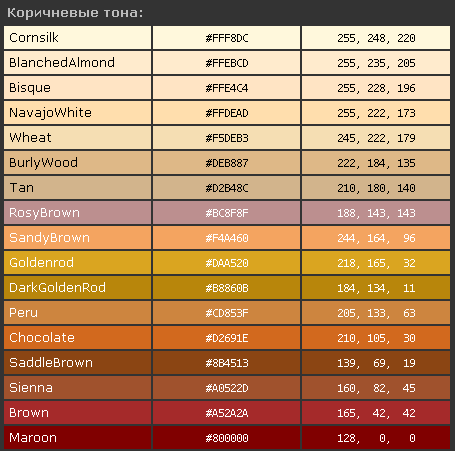 Коричневые тона:
Cornsilk #FFF8DC 255, 248, 220
BlanchedAlmond #FFEBCD 255, 235, 205
Bisque #FFE4C4 255, 228, 196
NavajoWhite #FFDEAD 255, 222, 173
Wheat #F5DEB3 245, 222, 179
BurlyWood #DEB887 222, 184, 135
Tan #D2B48C 210, 180, 140
RosyBrown #BC8F8F 188, 143, 143
SandyBrown #F4A460 244, 164, 96
Goldenrod #DAA520 218, 165, 32
DarkGoldenRod #B8860B 184, 134, 11
Peru #CD853F 205, 133, 63
Chocolate #D2691E 210, 105, 30
SaddleBrown #8B4513 139, 69, 19
Sienna #A0522D 160, 82, 45
Brown #A52A2A 165, 42, 42
Maroon #800000 128, 0, 0